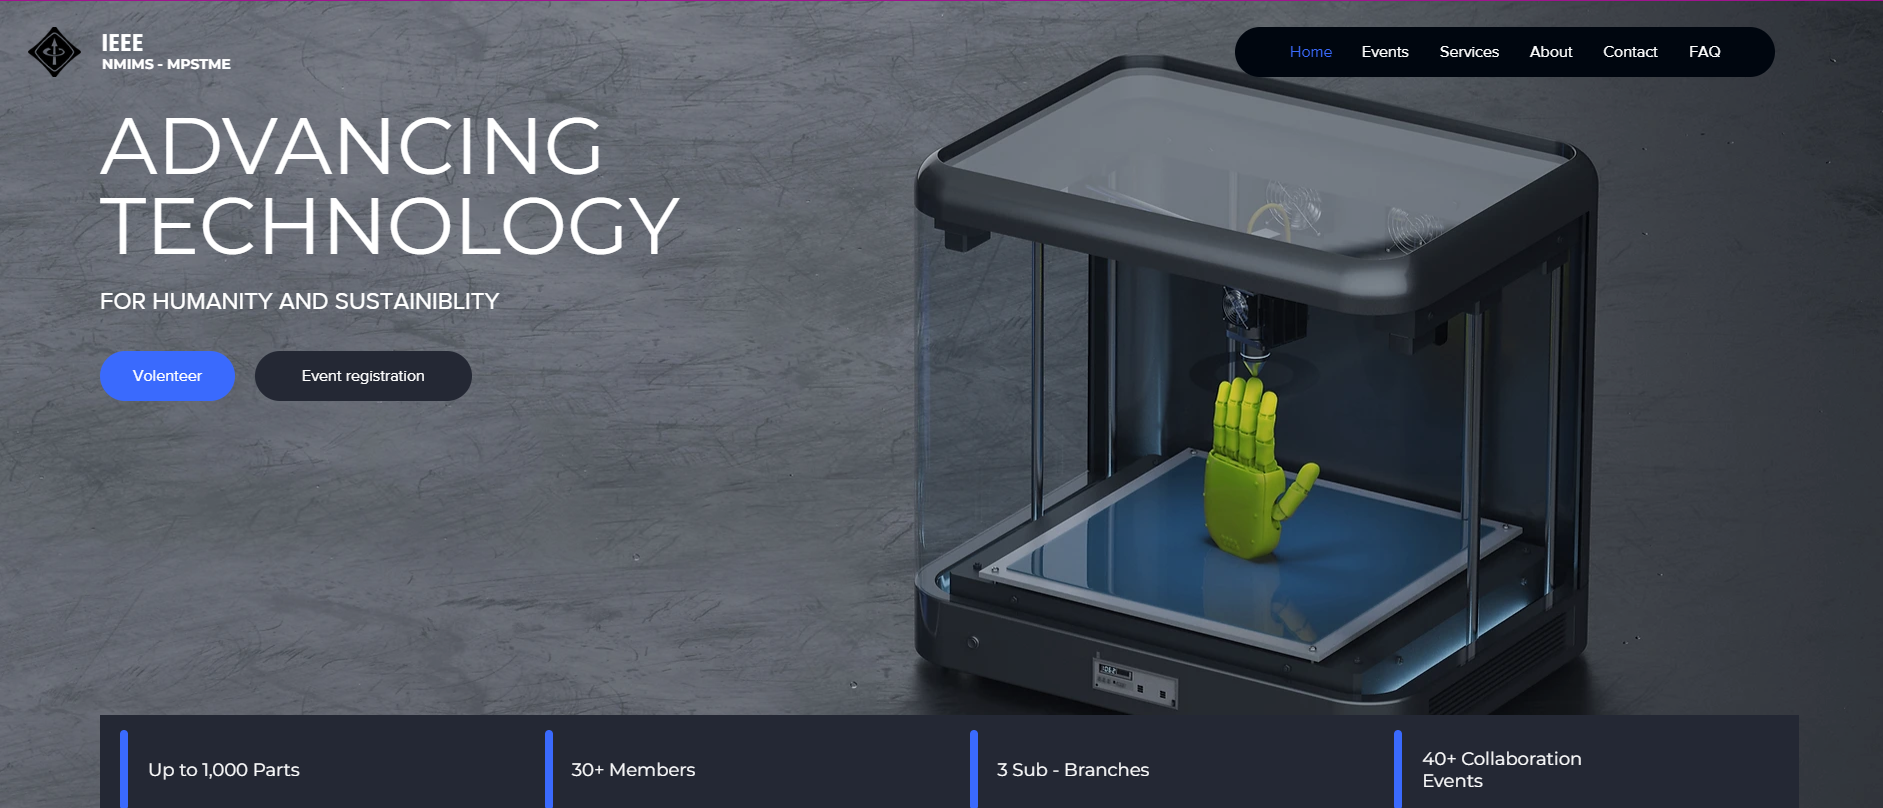 IEEE
NMIMS - MPSTME
Home Events Services About Contact FAQ
ADVANCING
TECHNOLOGY
FOR HUMANITY AND SUSTAINIBLITY
Volenteer Event registration
Up to 1,000 Parts
30+ Members
3 Sub - Branches
40+ Collaboration
Events